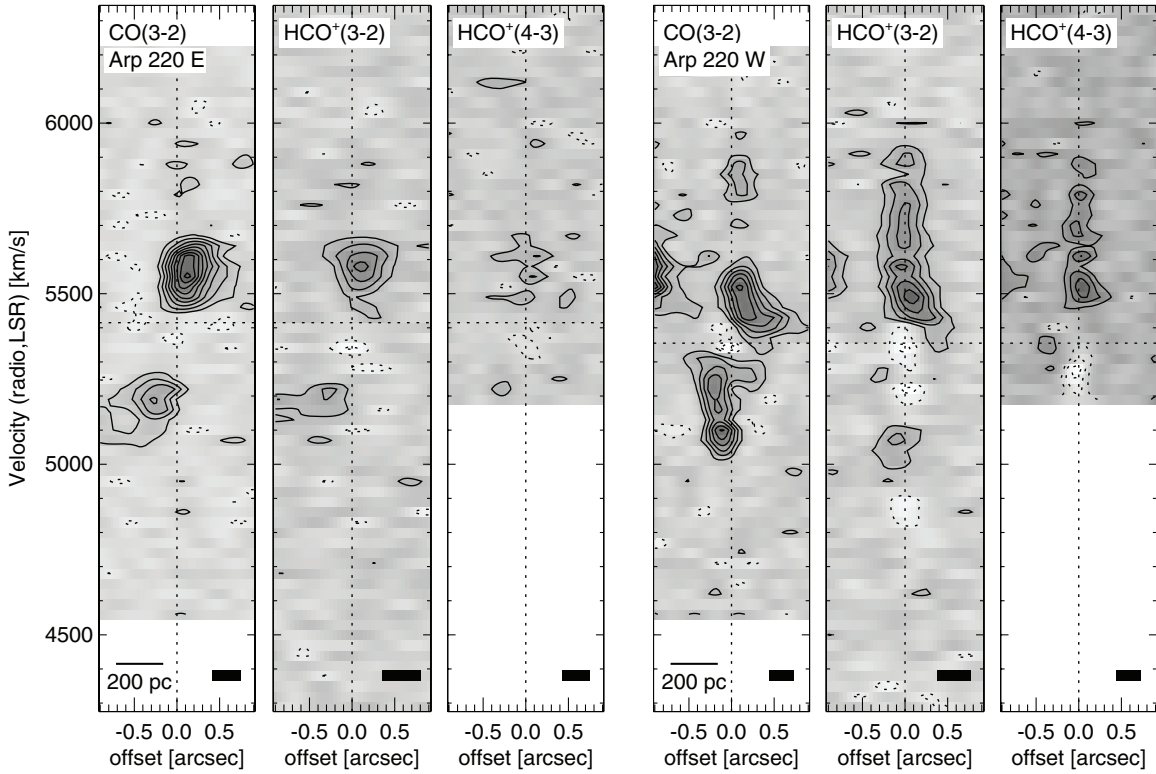 CO(3-2)
Arp 220 E
HCO⁺(3-2)
HCO⁺(4-3)
CO(3-2)
Arp 220 W
HCO⁺(3-2)
HCO⁺(4-3)
Velocity (radio,LSR) [km/s]
6000
5500
5000
4500
200 pc
200 pc
-0.5 0.0 0.5
-0.5 0.0 0.5
-0.5 0.0 0.5
-0.5 0.0 0.5
-0.5 0.0 0.5
-0.5 0.0 0.5
offset [arcsec]
offset [arcsec]
offset [arcsec]
offset [arcsec]
offset [arcsec]
offset [arcsec]